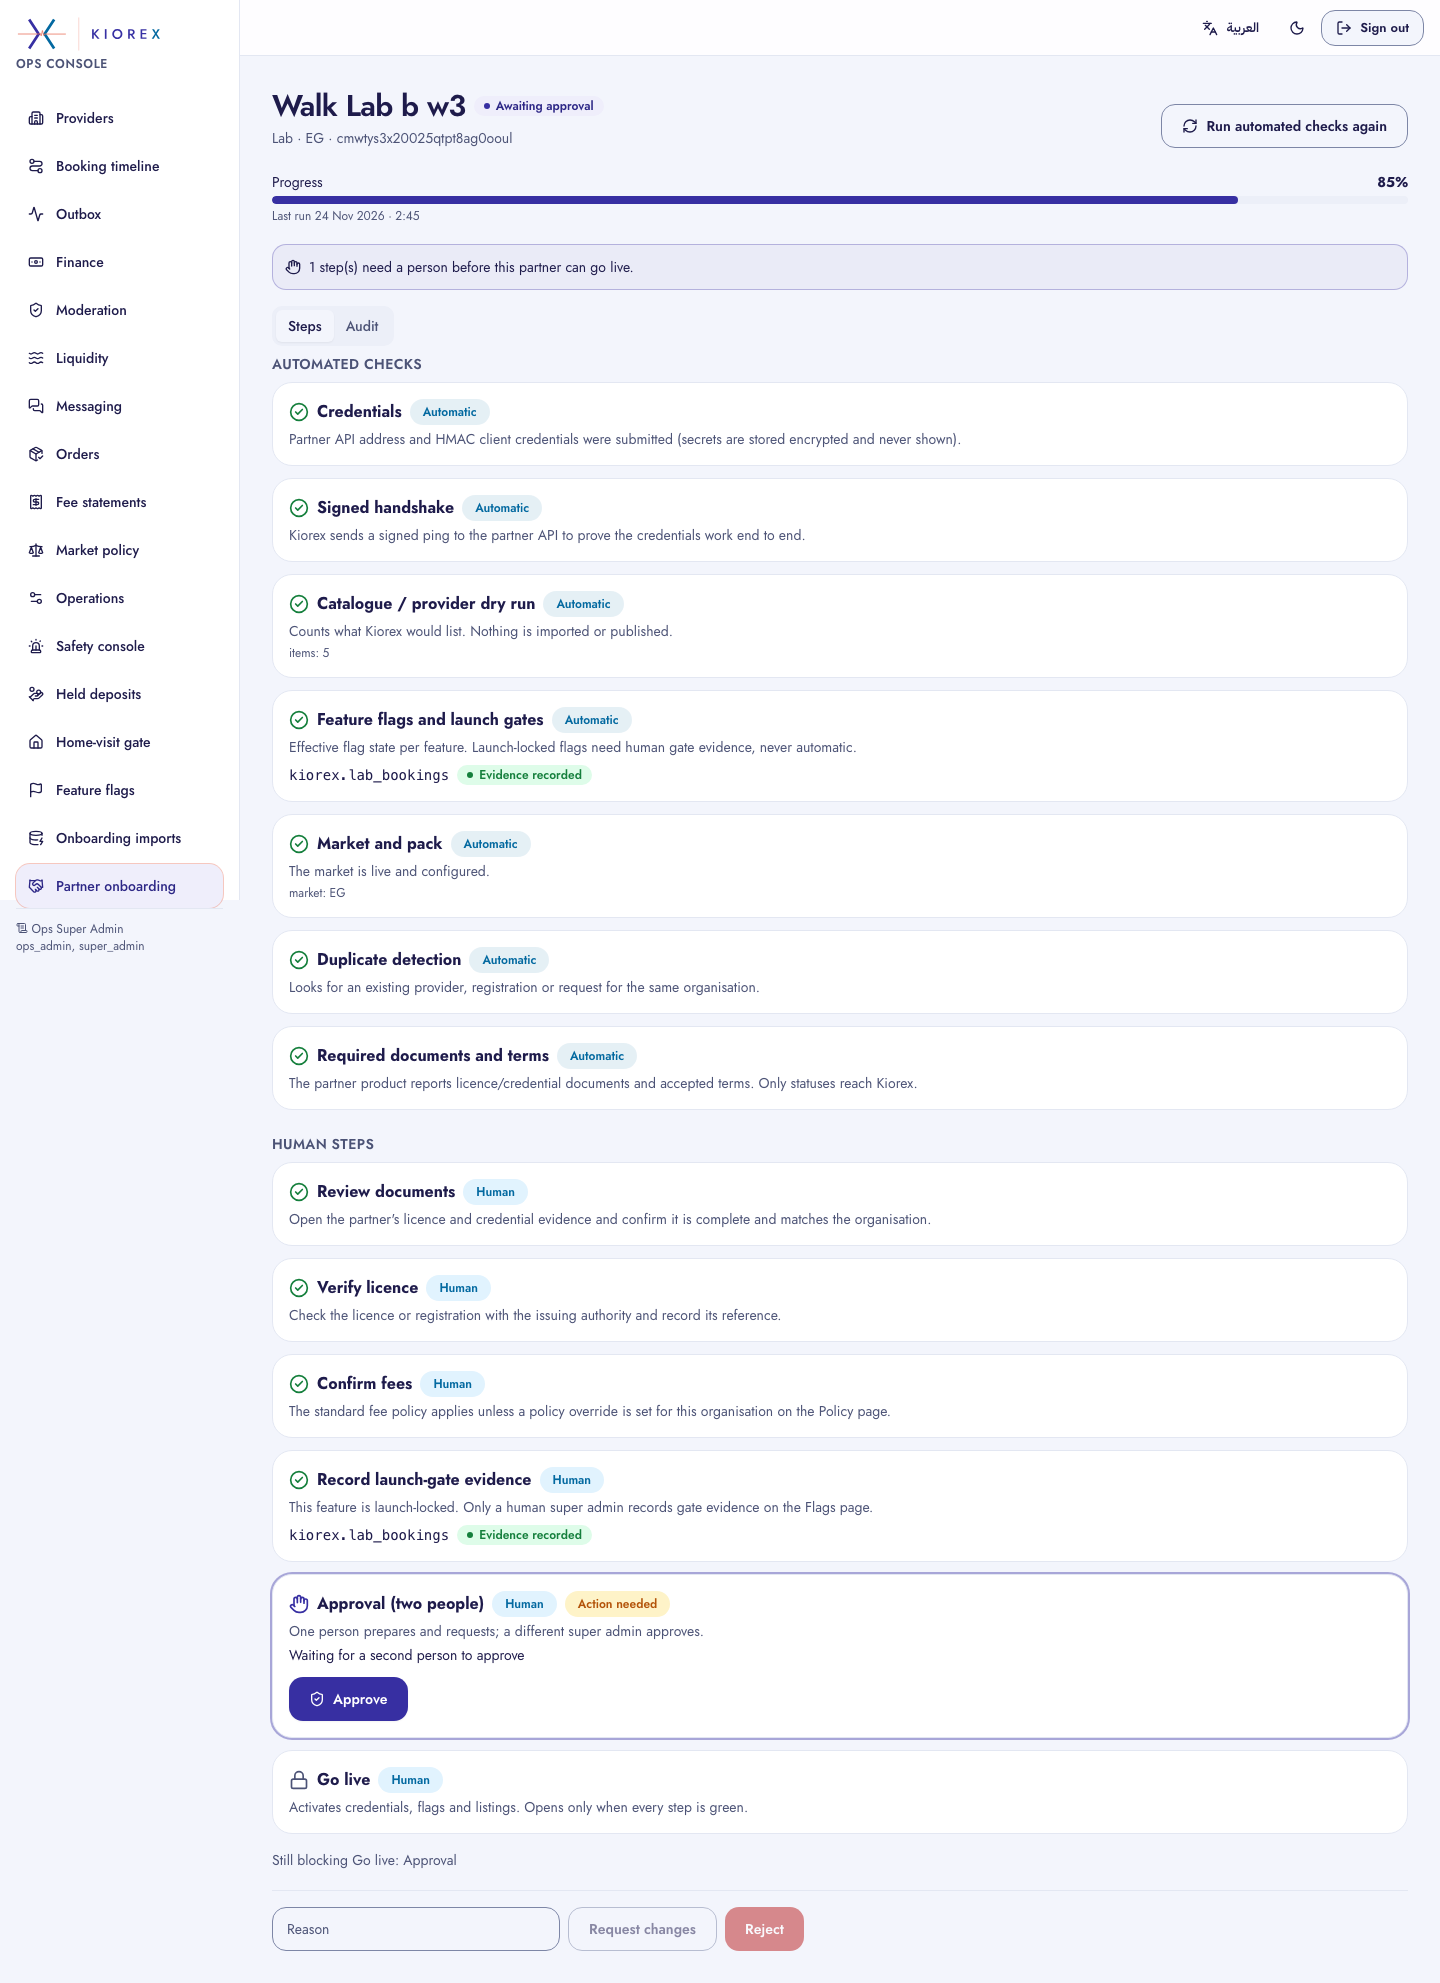 KIOREX
OPS CONSOLE
Providers
Booking timeline
Outbox
Finance
Moderation
Liquidity
Messaging
Orders
Fee statements
Market policy
Operations
Safety console
Held deposits
Home-visit gate
Feature flags
Onboarding imports
Partner onboarding
Ops Super Admin
ops_admin, super_admin
العربية
Sign out
Walk Lab b w3
Awaiting approval
Lab · EG · cmwtys3x20025qtpt8ag0ooul
Run automated checks again
Progress
85%
Last run 24 Nov 2026 · 2:45
1 step(s) need a person before this partner can go live.
Steps
Audit
AUTOMATED CHECKS
Credentials
Automatic
Partner API address and HMAC client credentials were submitted (secrets are stored encrypted and never shown).
Signed handshake
Automatic
Kiorex sends a signed ping to the partner API to prove the credentials work end to end.
Catalogue / provider dry run
Automatic
Counts what Kiorex would list. Nothing is imported or published.
items: 5
Feature flags and launch gates
Automatic
Effective flag state per feature. Launch-locked flags need human gate evidence, never automatic.
kiorex.lab_bookings
Evidence recorded
Market and pack
Automatic
The market is live and configured.
market: EG
Duplicate detection
Automatic
Looks for an existing provider, registration or request for the same organisation.
Required documents and terms
Automatic
The partner product reports licence/credential documents and accepted terms. Only statuses reach Kiorex.
HUMAN STEPS
Review documents
Human
Open the partner's licence and credential evidence and confirm it is complete and matches the organisation.
Verify licence
Human
Check the licence or registration with the issuing authority and record its reference.
Confirm fees
Human
The standard fee policy applies unless a policy override is set for this organisation on the Policy page.
Record launch-gate evidence
Human
This feature is launch-locked. Only a human super admin records gate evidence on the Flags page.
kiorex.lab_bookings
Evidence recorded
Approval (two people)
Human
Action needed
One person prepares and requests; a different super admin approves.
Waiting for a second person to approve
Approve
Go live
Human
Activates credentials, flags and listings. Opens only when every step is green.
Still blocking Go live: Approval
Reason
Request changes
Reject